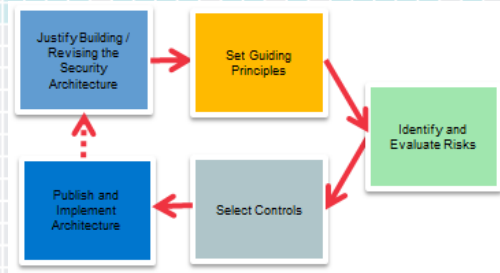 Justify Building /
Revising the
Security
Architecture
Set Guiding
Principles
Identify and
Evaluate Risks
Select Controls
Publish and
Implement
Architecture